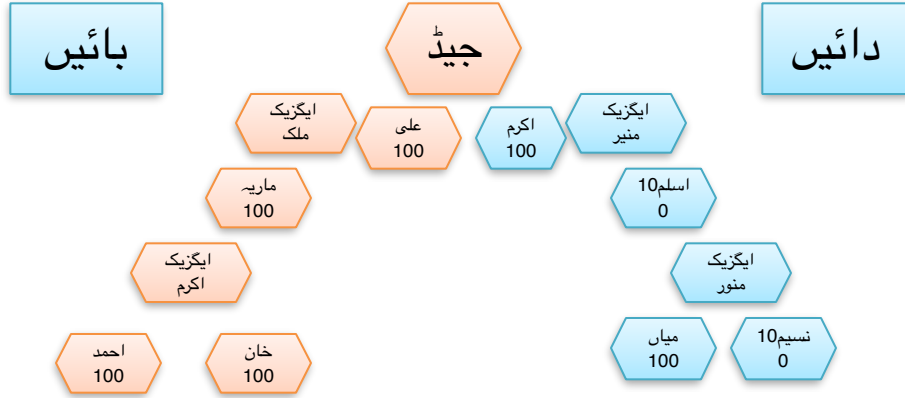 دائیں
جیڈ
بائیں
ایگزیک
منیر
اکرم
100
علی
100
ایگزیک
ملک
اسلم10
0
ماریہ
100
ایگزیک
منور
ایگزیک
اکرم
نسیم10
0
میاں
100
خان
100
احمد
100